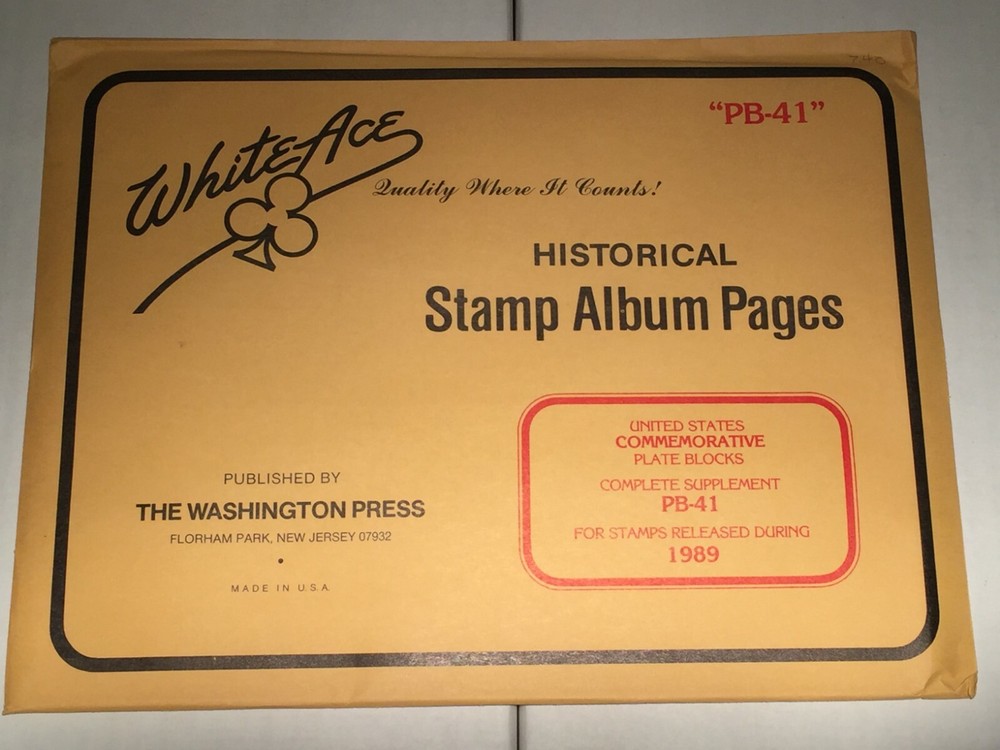 7 40
"PB-41"
White Ace
Quality Where It Counts!
HISTORICAL
Stamp Album Pages
UNITED STATES
COMMEMORATIVE
PLATE BLOCKS
COMPLETE SUPPLEMENT
PB-41
FOR STAMPS RELEASED DURING
1989
PUBLISHED BY
THE WASHINGTON PRESS
FLORHAM PARK, NEW JERSEY 07932
•
MADE IN U.S.A.